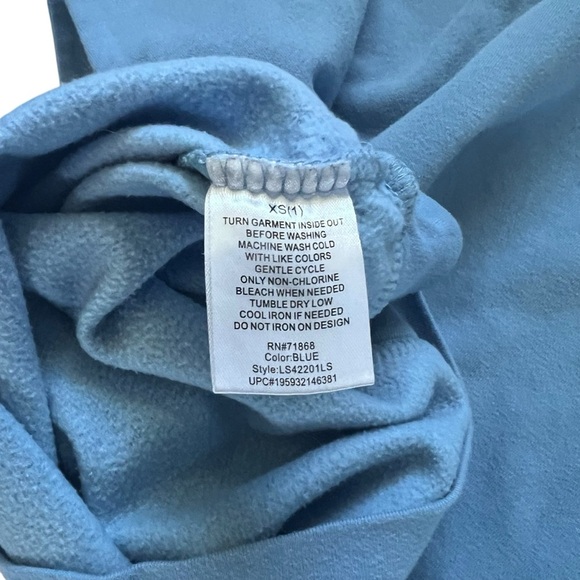 XS(1)
TURN GARMENT INSIDE OUT
BEFORE WASHING
MACHINE WASH COLD
WITH LIKE COLORS
GENTLE CYCLE
ONLY NON-CHLORINE
BLEACH WHEN NEEDED
TUMBLE DRY LOW
COOL IRON IF NEEDED
DO NOT IRON ON DESIGN
RN#71868
Color:BLUE
Style:LS42201LS
UPC#195932146381